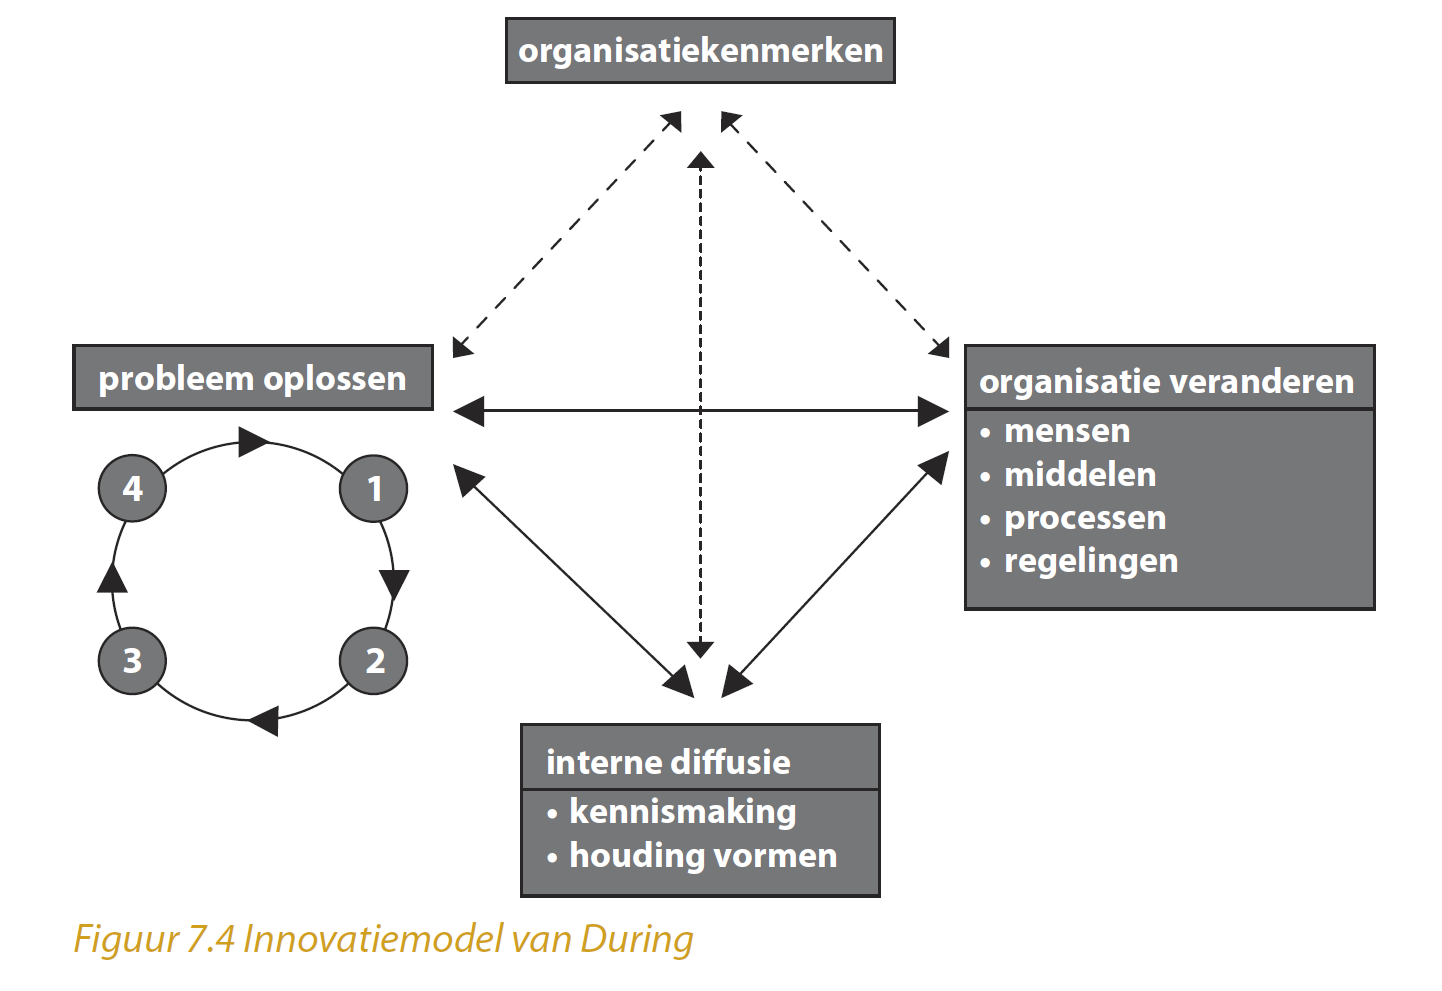 organisatiekenmerken
probleem oplossen
4
1
3
2
organisatie veranderen
• mensen
• middelen
• processen
• regelingen
interne diffusie
• kennismaking
• houding vormen
Figuur 7.4 Innovatiemodel van During